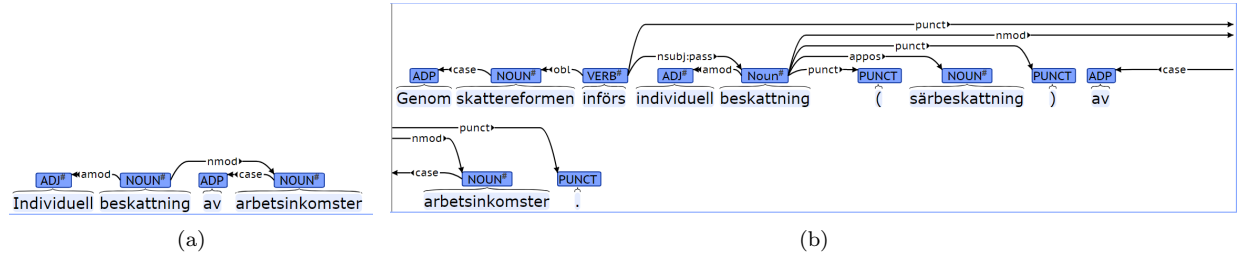 punct
nmod
punct
nsubj:pass appos
case obl amod punct case
ADP NOUN# VERB# ADJ# Noun# PUNCT NOUN# PUNCT ADP
Genom skattereformen införs individuell beskattning ( särbeskattning ) av
punct
nmod
nmod
amod case case
ADJ# NOUN# ADP NOUN# NOUN# PUNCT
Individuell beskattning av arbetsinkomster arbetsinkomster .
(a) (b)